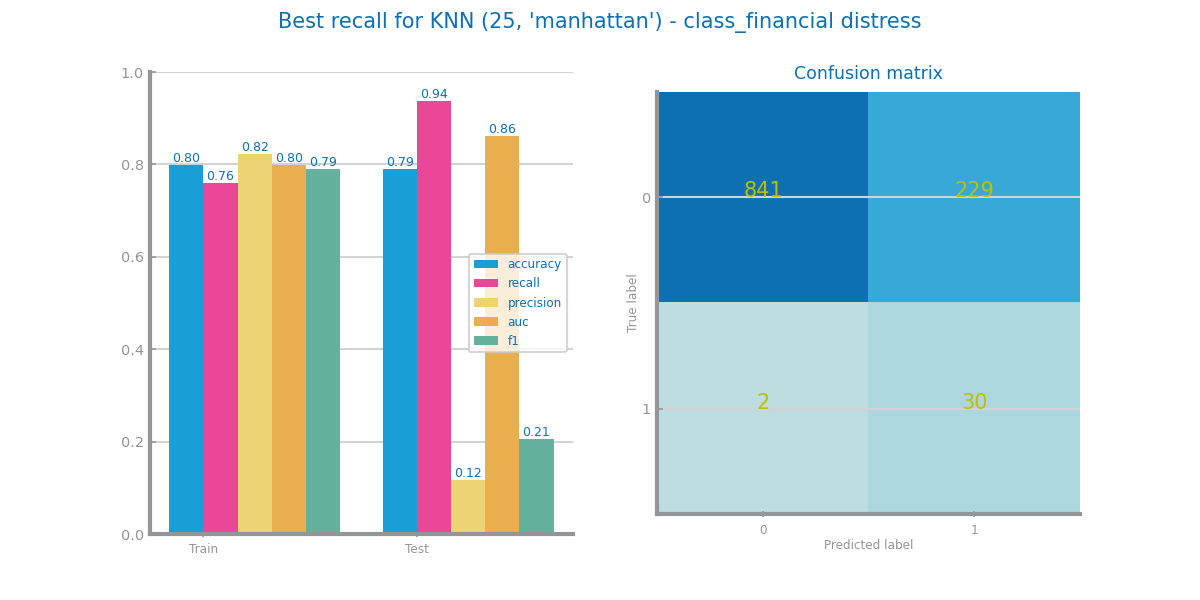 Best recall for KNN (25, 'manhattan') - class_financial distress
1.0
0.8
0.6
0.4
0.2
0.0
0.80
0.76
0.82
0.80
0.79
0.79
0.94
0.12
0.86
0.21
accuracy
recall
precision
auc
f1
Train
Test
Confusion matrix
True label
0
1
841
229
2
30
0
1
Predicted label